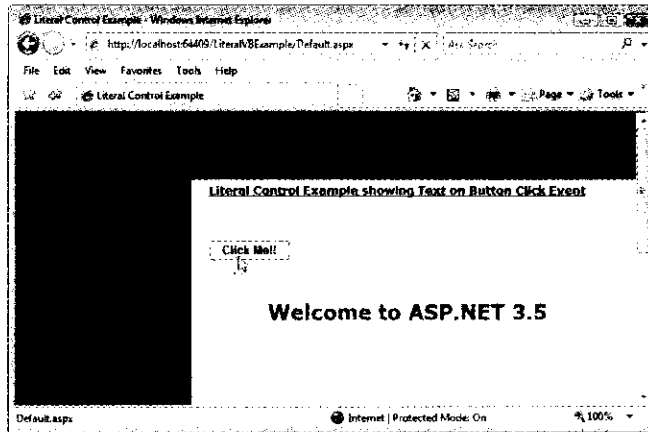 Literal Control Example - Windows Internet Explorer
http://localhost:64409/LiteralVBExample/Default.aspx
Ask Search
File Edit View Favorites Tools Help
Literal Control Example
Page Tools
Literal Control Example showing Text on Button Click Event
Click Me!!
Welcome to ASP.NET 3.5
Default.aspx
Internet | Protected Mode: On
100%